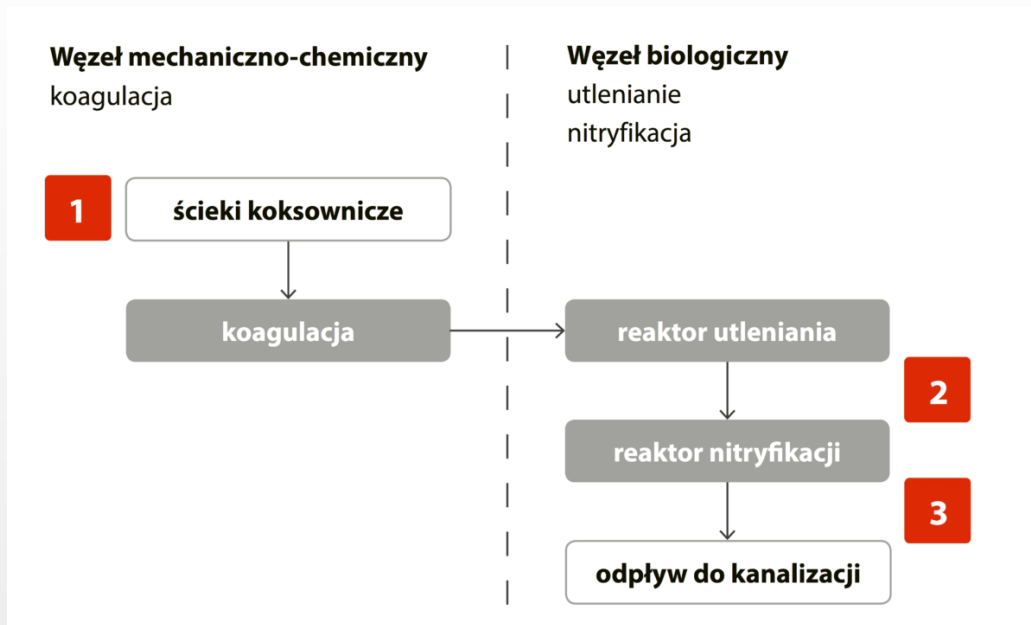 Węzeł mechaniczno-chemiczny
koagulacja
Węzeł biologiczny
utlenianie
nitryfikacja
1
ścieki koksownicze
koagulacja
reaktor utleniania
2
reaktor nitryfikacji
3
odpływ do kanalizacji